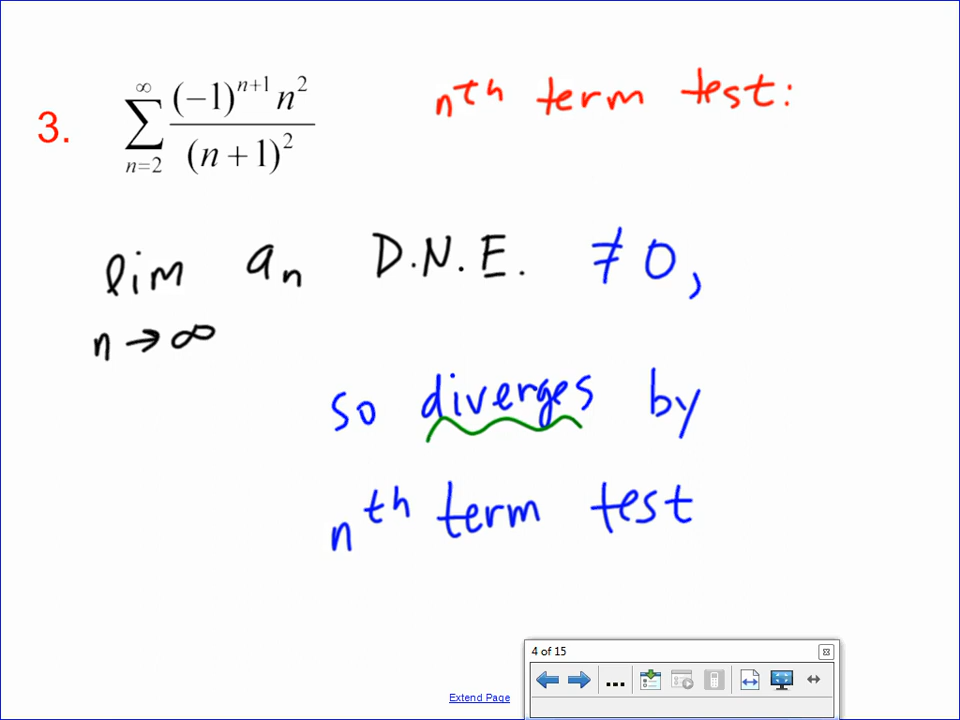 3. ∞ ∑ n=2 (−1)^{n+1} n^2 / (n + 1)^2 nth term test:
lim n→∞ a_n D.N.E. ≠ 0,
so diverges by
nth term test
4 of 15
...
Extend Page